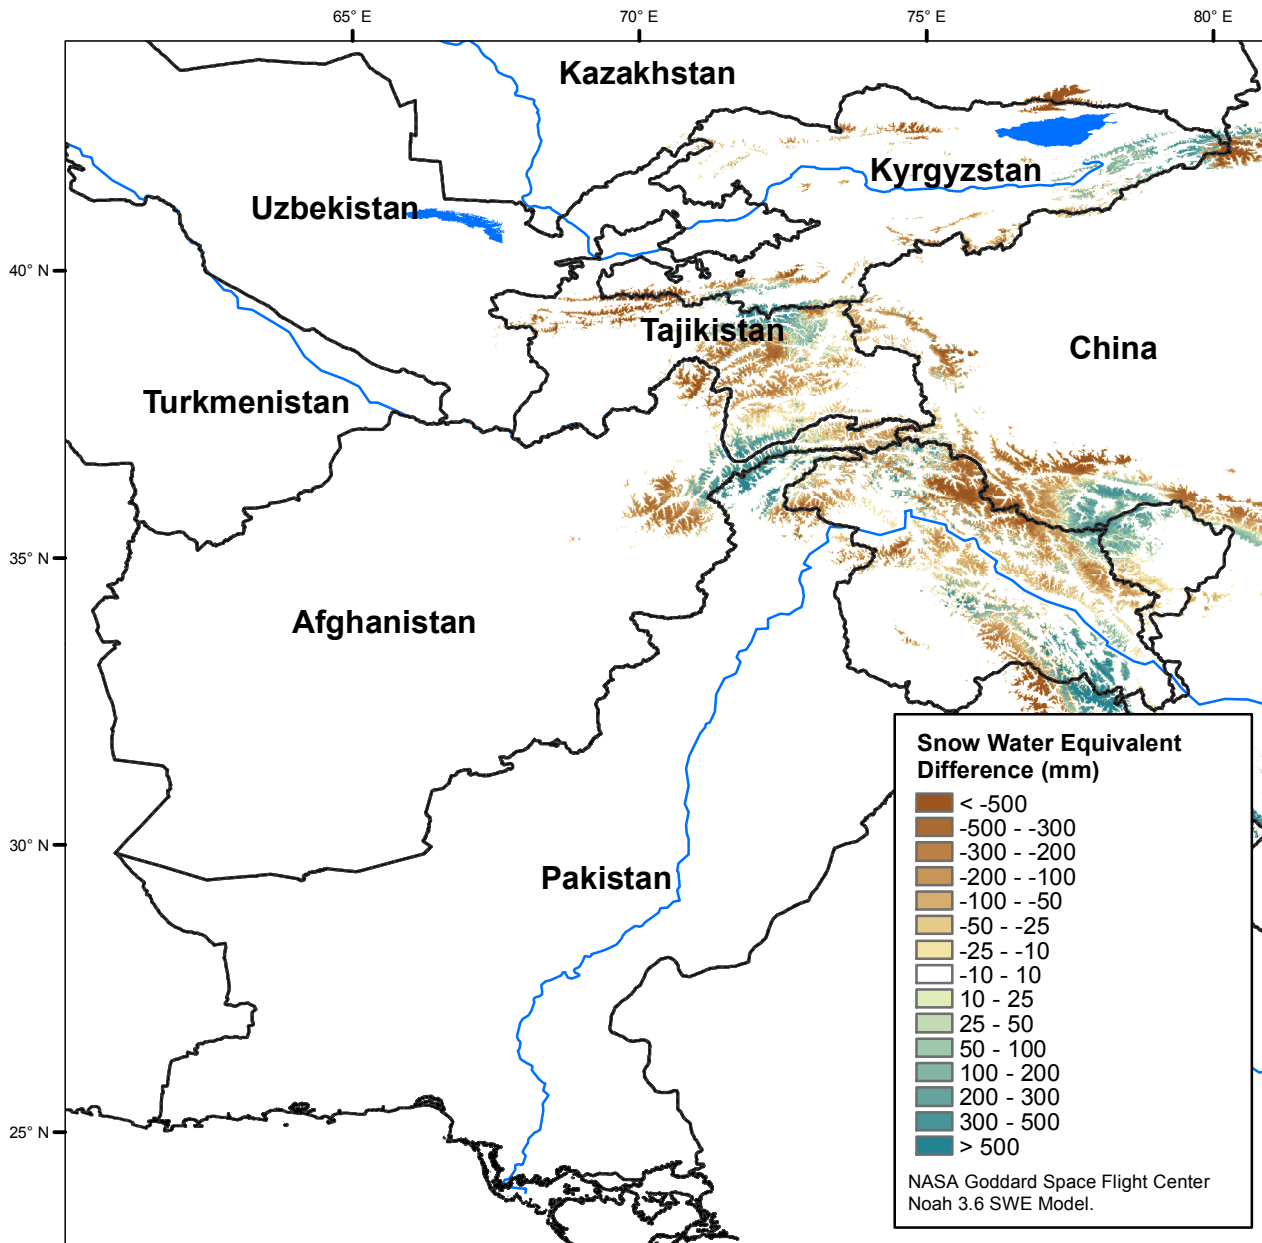 65° E
70° E
75° E
80° E
Kazakhstan
Kyrgyzstan
Uzbekistan
40° N
Tajikistan
China
Turkmenistan
35° N
Afghanistan
Snow Water Equivalent
Difference (mm)
< -500
-500 - -300
-300 - -200
-200 - -100
-100 - -50
-50 - -25
-25 - -10
-10 - 10
10 - 25
25 - 50
50 - 100
100 - 200
200 - 300
300 - 500
> 500
NASA Goddard Space Flight Center
Noah 3.6 SWE Model.
30° N
Pakistan
25° N